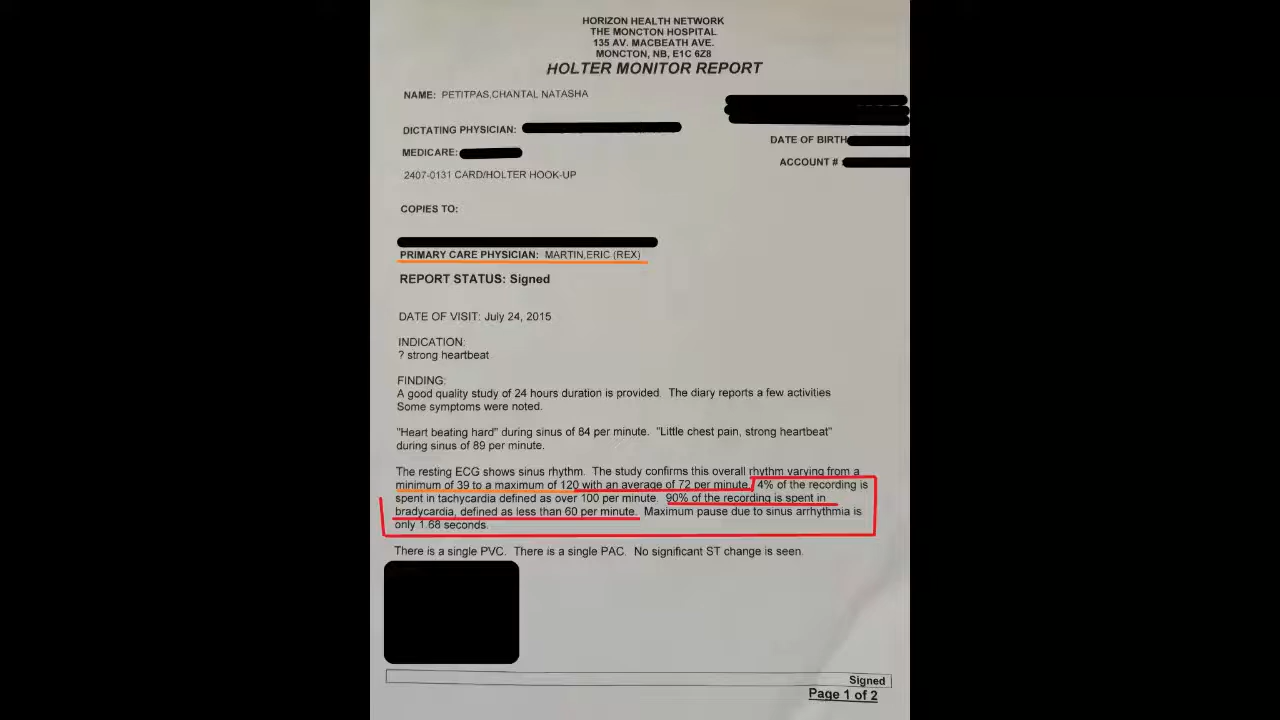 HORIZON HEALTH NETWORK
THE MONCTON HOSPITAL
135 AV. MACBEATH AVE.
MONCTON, NB, E1C 6Z8
HOLTER MONITOR REPORT
NAME: PETITPAS,CHANTAL NATASHA
DICTATING PHYSICIAN:
DATE OF BIRTH
MEDICARE:
ACCOUNT #
2407-0131 CARD/HOLTER HOOK-UP
COPIES TO:
PRIMARY CARE PHYSICIAN: MARTIN,ERIC (REX)
REPORT STATUS: Signed
DATE OF VISIT: July 24, 2015
INDICATION:
? strong heartbeat
FINDING:
A good quality study of 24 hours duration is provided. The diary reports a few activities
Some symptoms were noted.
"Heart beating hard" during sinus of 84 per minute. "Little chest pain, strong heartbeat"
during sinus of 89 per minute.
The resting ECG shows sinus rhythm. The study confirms this overall rhythm varying from a
minimum of 39 to a maximum of 120 with an average of 72 per minute. 4% of the recording is
spent in tachycardia defined as over 100 per minute. 90% of the recording is spent in
bradycardia, defined as less than 60 per minute. Maximum pause due to sinus arrhythmia is
only 1.68 seconds.
There is a single PVC. There is a single PAC. No significant ST change is seen.
Signed
Page 1 of 2